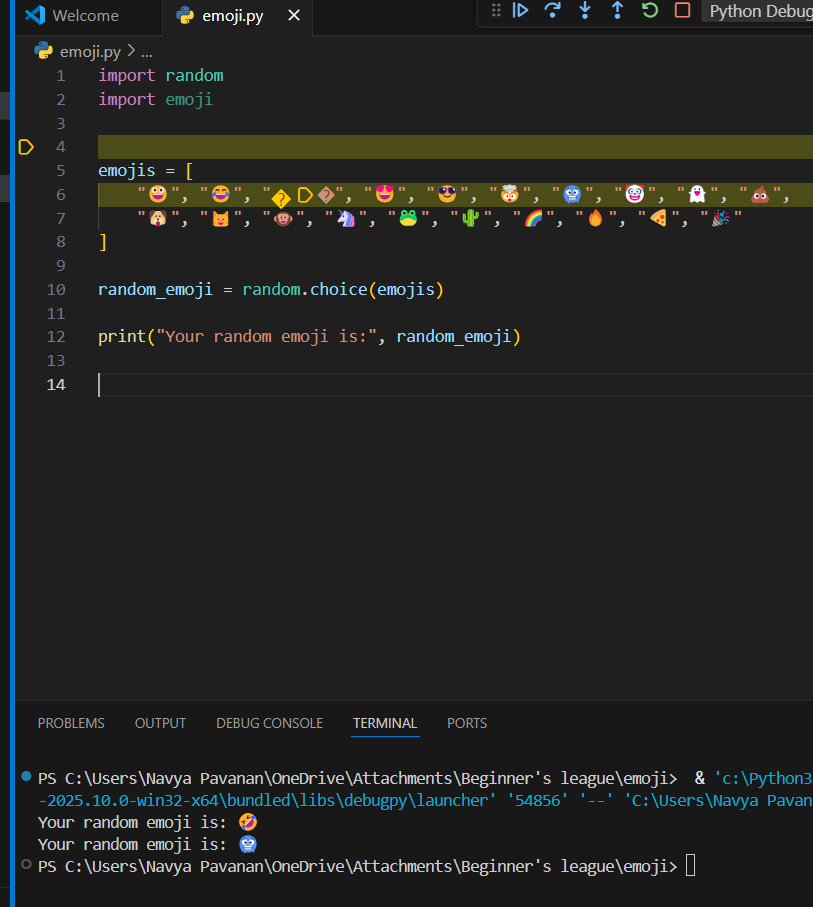 Welcome emoji.py Python Debug
emoji.py > ...
1 import random
2 import emoji
3
4
5 emojis = [
6 "😀", "😂", "��", "😍", "😎", "🤯", "🥶", "🤡", "👻", "💩",
7 "🐶", "🐱", "🐵", "🦄", "🐸", "🌵", "🌈", "🔥", "🍕", "🎉"
8 ]
9
10 random_emoji = random.choice(emojis)
11
12 print("Your random emoji is:", random_emoji)
13
14
PROBLEMS OUTPUT DEBUG CONSOLE TERMINAL PORTS
PS C:\Users\Navya Pavanan\OneDrive\Attachments\Beginner's league\emoji> & 'c:\Python3
-2025.10.0-win32-x64\bundled\libs\debugpy\launcher' '54856' '--' 'C:\Users\Navya Pavan
Your random emoji is: 🤣
Your random emoji is: 🥶
PS C:\Users\Navya Pavanan\OneDrive\Attachments\Beginner's league\emoji>